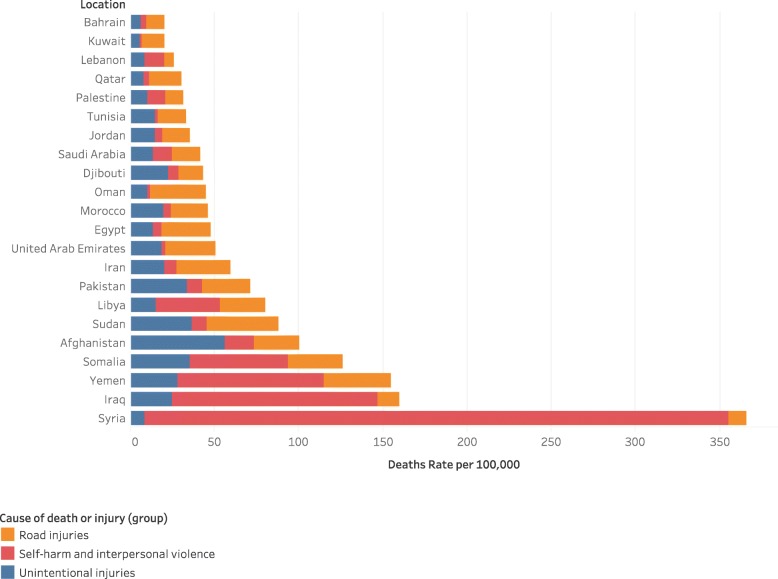 Location
Bahrain
Kuwait
Lebanon
Qatar
Palestine
Tunisia
Jordan
Saudi Arabia
Djibouti
Oman
Morocco
Egypt
United Arab Emirates
Iran
Pakistan
Libya
Sudan
Afghanistan
Somalia
Yemen
Iraq
Syria
0 50 100 150 200 250 300 350
Deaths Rate per 100,000
Cause of death or injury (group)
Road injuries
Self-harm and interpersonal violence
Unintentional injuries